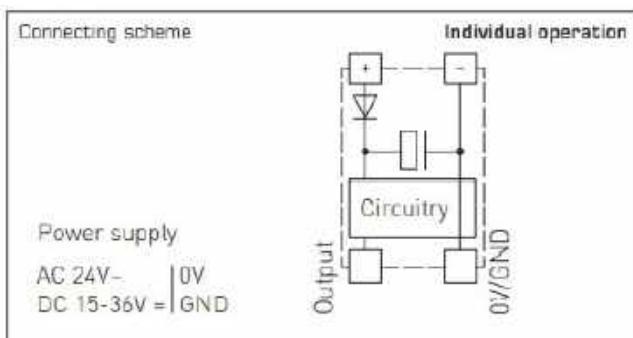 Connecting scheme
Individual operation
+
-
Circuitry
Output
0V/GND
Power supply
AC 24V~ | 0V
DC 15-36V = | GND